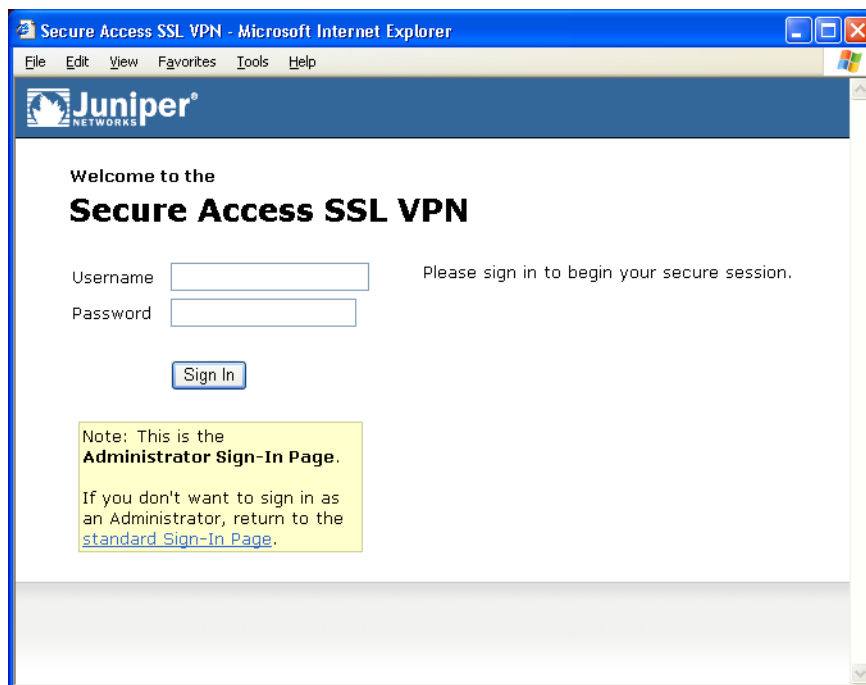 Secure Access SSL VPN - Microsoft Internet Explorer
File Edit View Favorites Tools Help
Juniper®
NETWORKS
Welcome to the
Secure Access SSL VPN
Username
Please sign in to begin your secure session.
Password
Sign In
Note: This is the
Administrator Sign-In Page.
If you don't want to sign in as
an Administrator, return to the
standard Sign-In Page.